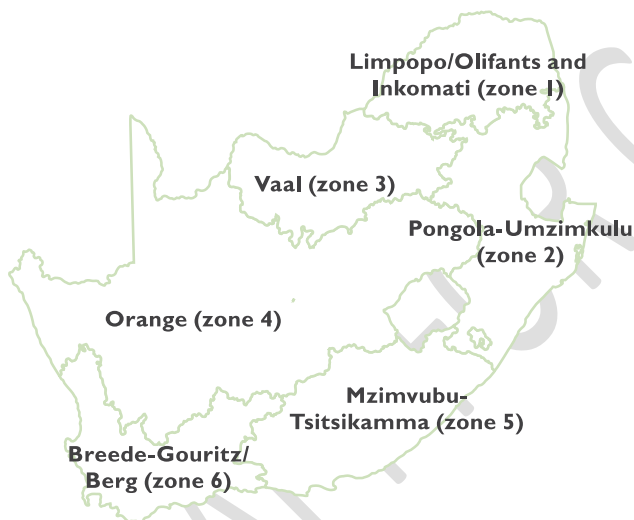 Limpopo/Olifants and
Inkomati (zone 1)
Vaal (zone 3)
Pongola-Umzimkulu
(zone 2)
Orange (zone 4)
Mzimvubu-
Tsitsikamma (zone 5)
Breede-Gouritz/
Berg (zone 6)